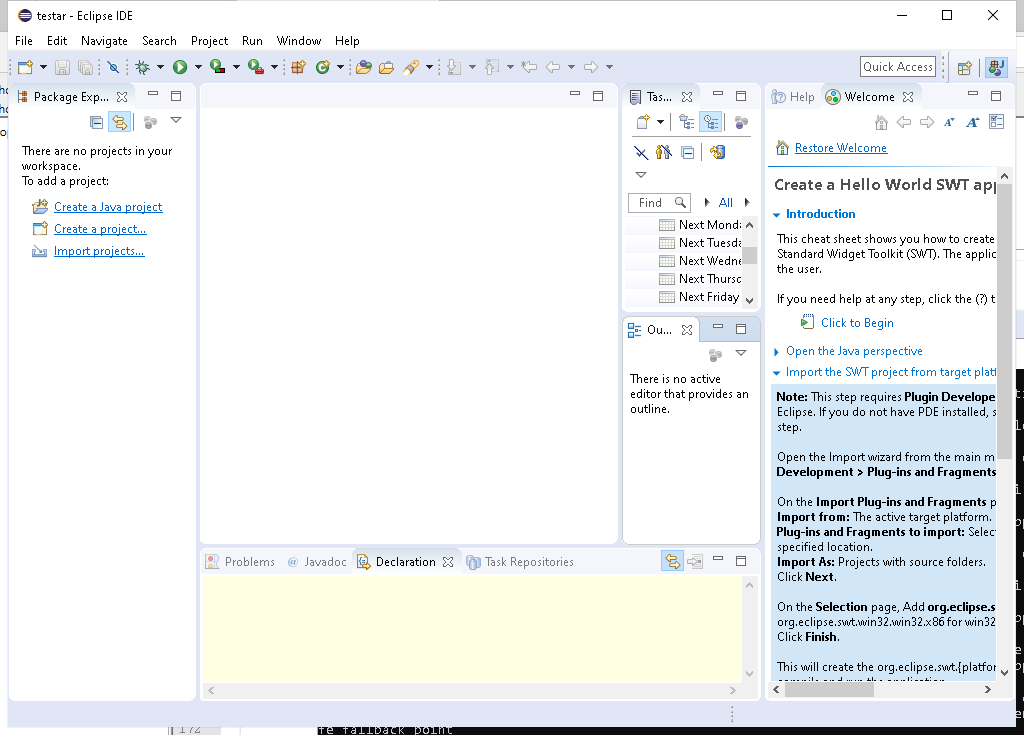 testar - Eclipse IDE
File Edit Navigate Search Project Run Window Help
Quick Access
Package Exp...
There are no projects in your
workspace.
To add a project:
Create a Java project
Create a project...
Import projects...
Tas...
Find
All
Next Mond
Next Tuesda
Next Wedne
Next Thursd
Next Friday
Ou...
There is no active
editor that provides an
outline.
Help
Welcome
Restore Welcome
Create a Hello World SWT app
Introduction
This cheat sheet shows you how to create
Standard Widget Toolkit (SWT). The applic
the user.
If you need help at any step, click the (?) t
Click to Begin
Open the Java perspective
Import the SWT project from target platf
Note: This step requires Plugin Develope
Eclipse. If you do not have PDE installed, s
step.
Open the Import wizard from the main m
Development > Plug-ins and Fragments
On the Import Plug-ins and Fragments p
Import from: The active target platform.
Plug-ins and Fragments to import: Selec
specified location.
Import As: Projects with source folders.
Click Next.
On the Selection page, Add org.eclipse.s
org.eclipse.swt.win32.win32.x86 for win32
Click Finish.
This will create the org.eclipse.swt.{platfor
compile and run the application
Problems @ Javadoc Declaration Task Repositories
172
fe fallback point